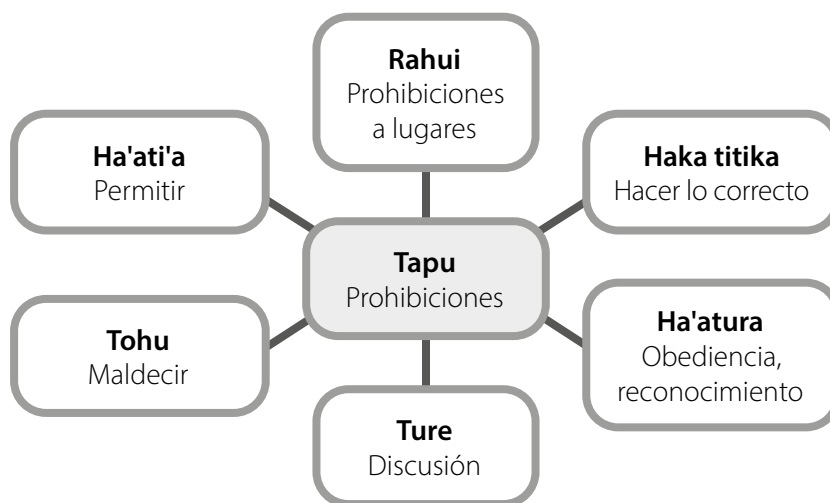 Rahui
Prohibiciones
a lugares
Ha'ati'a
Permitir
Haka titika
Hacer lo correcto
Tapu
Prohibiciones
Tohu
Maldecir
Ha'atura
Obediencia,
reconocimiento
Ture
Discusión